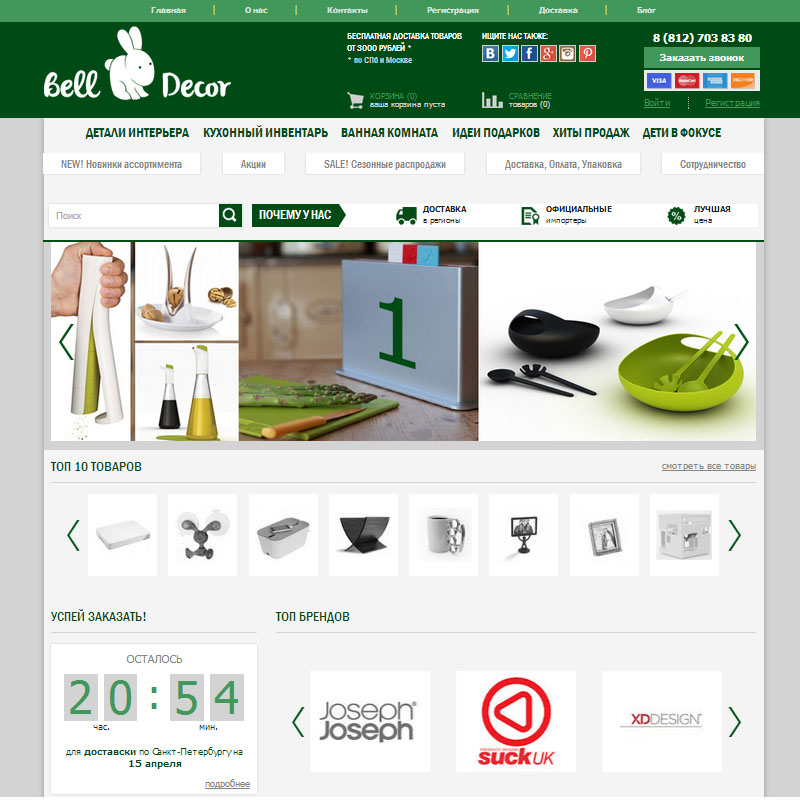 Главная О нас Контакты Регистрация Доставка Блог
Bell Decor
БЕСПЛАТНАЯ ДОСТАВКА ТОВАРОВ
ОТ 3000 РУБЛЕЙ *
* по СПб и Москве
ИЩИТЕ НАС ТАКЖЕ:
8 (812) 703 83 80
Заказать звонок
VISA MasterCard AMERICAN EXPRESS DISCOVER
КОРЗИНА (0)
ваша корзина пуста
СРАВНЕНИЕ
товаров (0)
Войти Регистрация
ДЕТАЛИ ИНТЕРЬЕРА КУХОННЫЙ ИНВЕНТАРЬ ВАННАЯ КОМНАТА ИДЕИ ПОДАРКОВ ХИТЫ ПРОДАЖ ДЕТИ В ФОКУСЕ
NEW! Новинки ассортимента Акции SALE! Сезонные распродажи Доставка, Оплата, Упаковка Сотрудничество
Поиск
ПОЧЕМУ У НАС
ДОСТАВКА
в регионы
ОФИЦИАЛЬНЫЕ
импортеры
ЛУЧШАЯ
цена
1
ТОП 10 ТОВАРОВ
смотреть все товары
УСПЕЙ ЗАКАЗАТЬ!
ТОП БРЕНДОВ
ОСТАЛОСЬ
20:54
час. мин.
для доставски по Санкт-Петербургу на
15 апреля
подробнее
Joseph®
Joseph
PRODUCT DESIGN
SUCK UK
XDDESIGN®